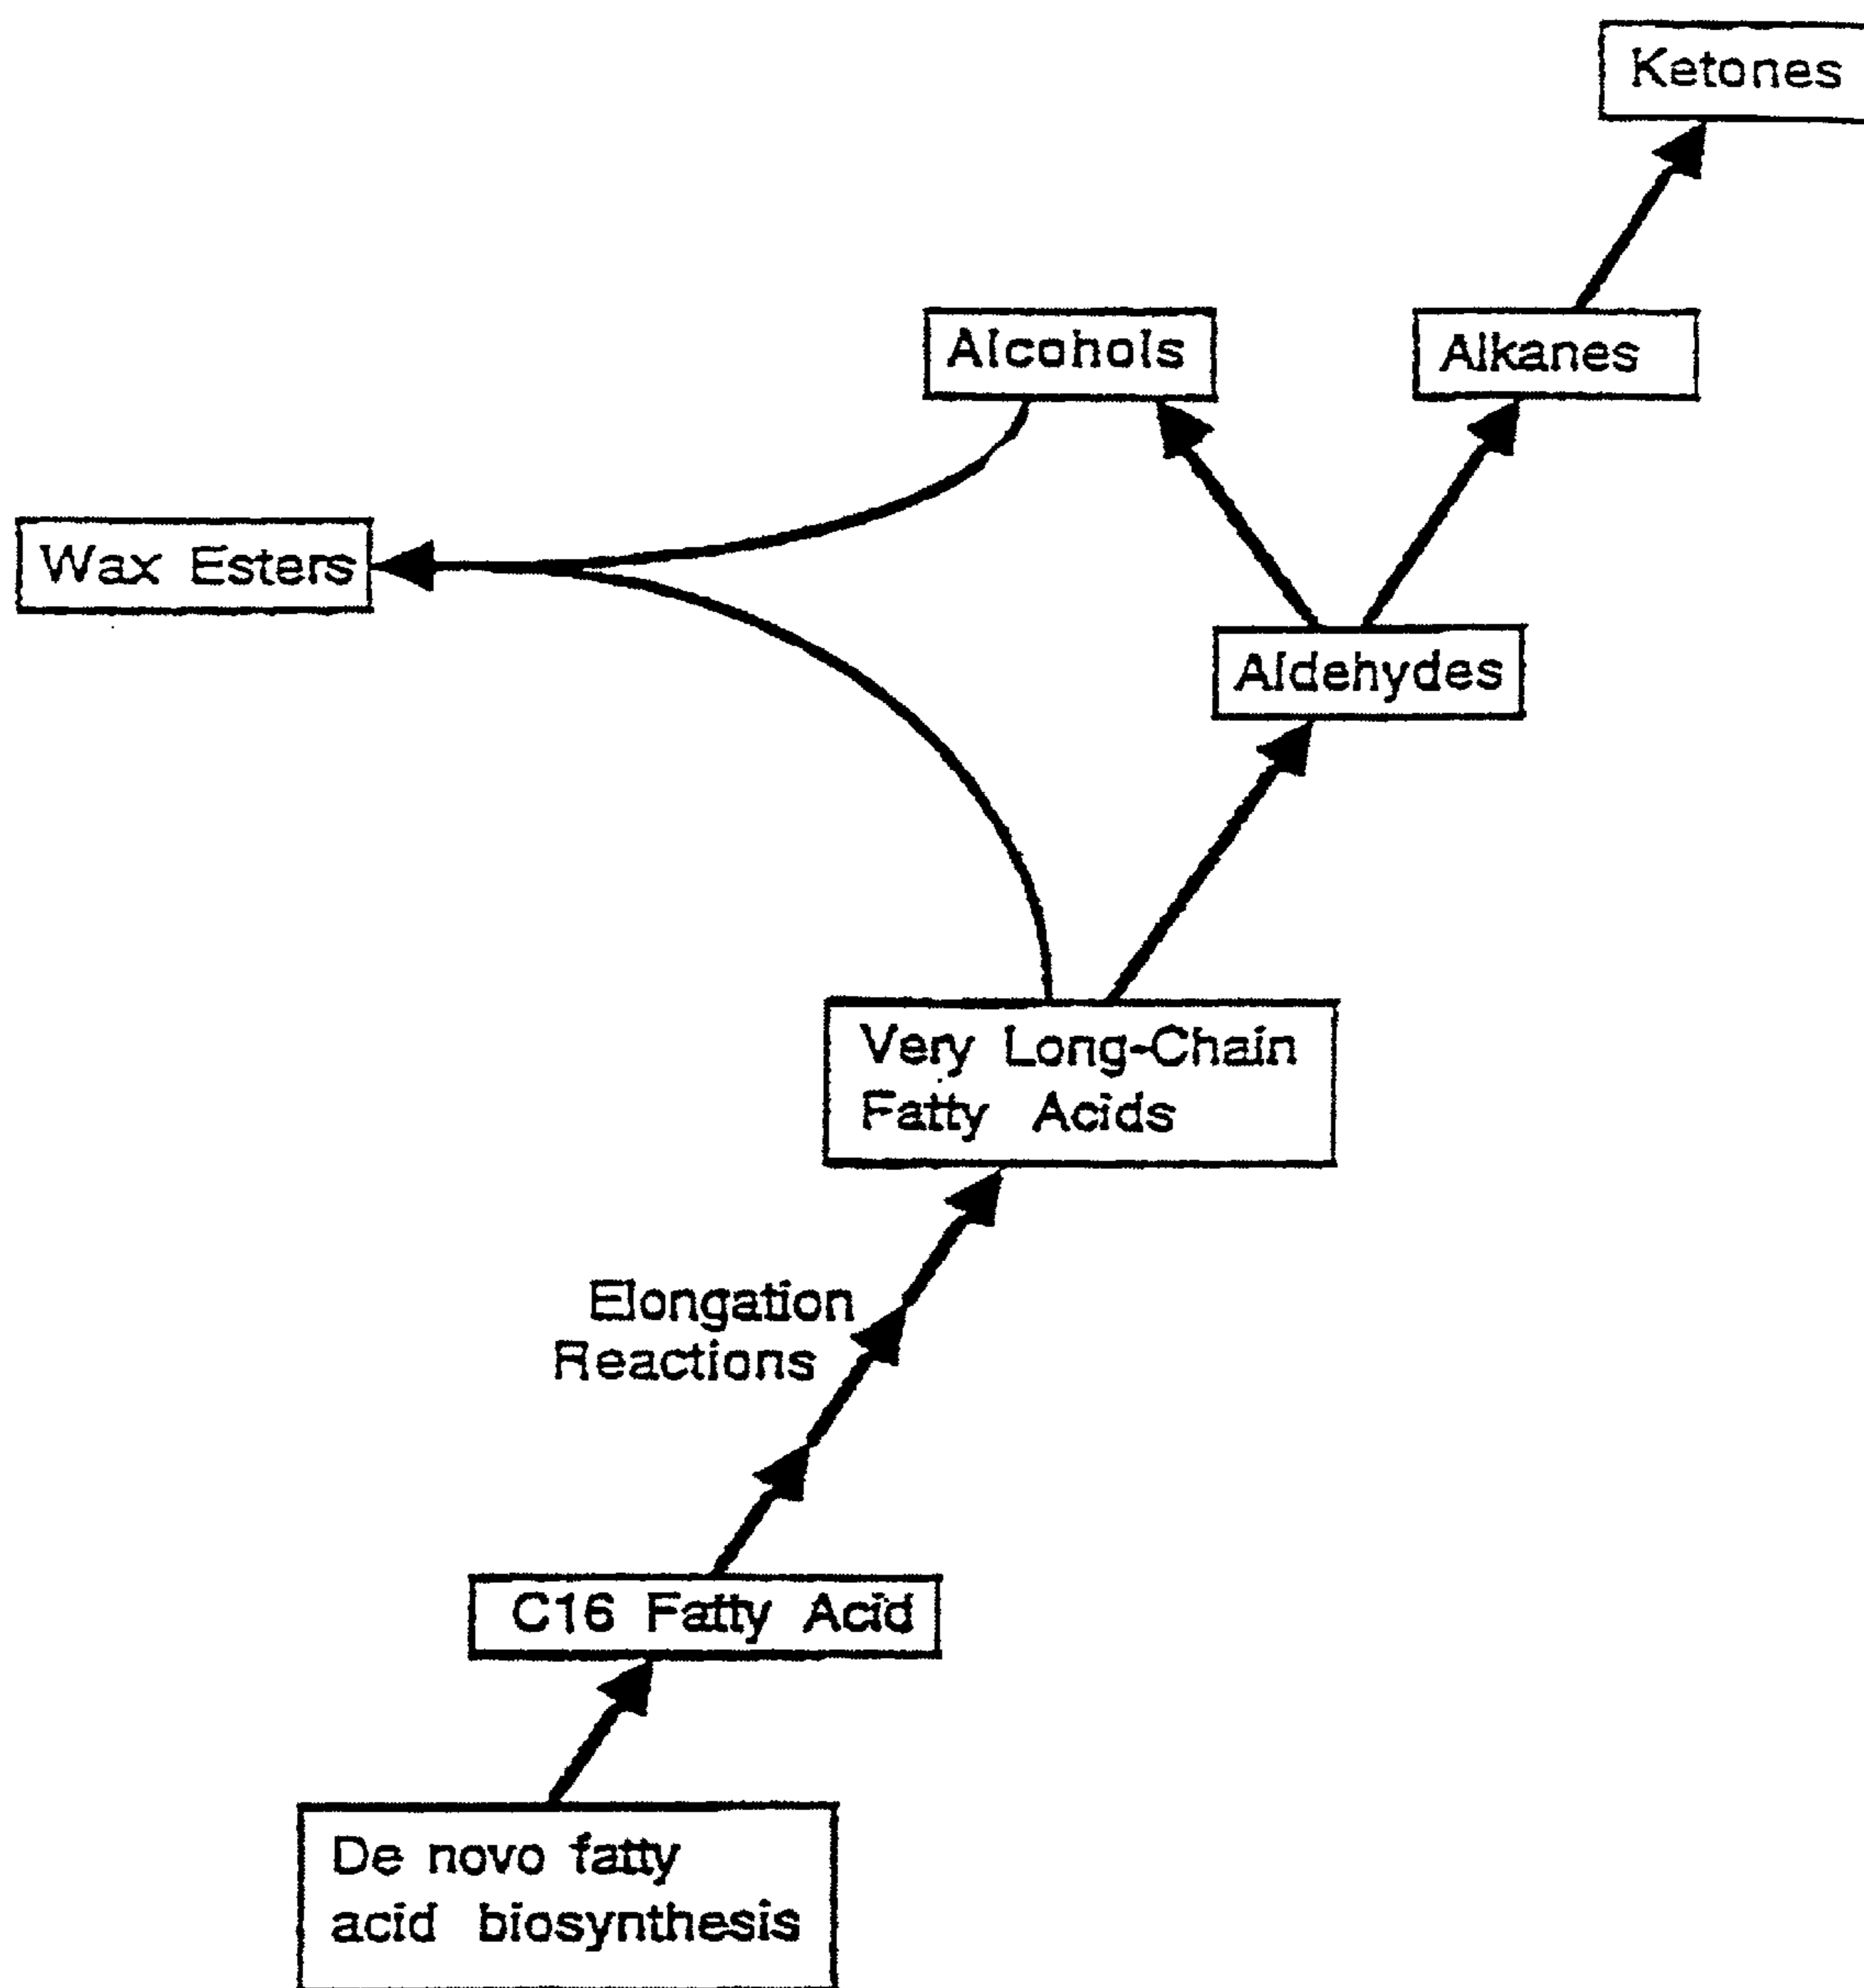 Ketones
Alcohols
Alkanes
Wax Esters
Aldehydes
Very Long-Chain
Fatty Acids
Elongation
Reactions
C16 Fatty Acid
De novo fatty
acid biosynthesis